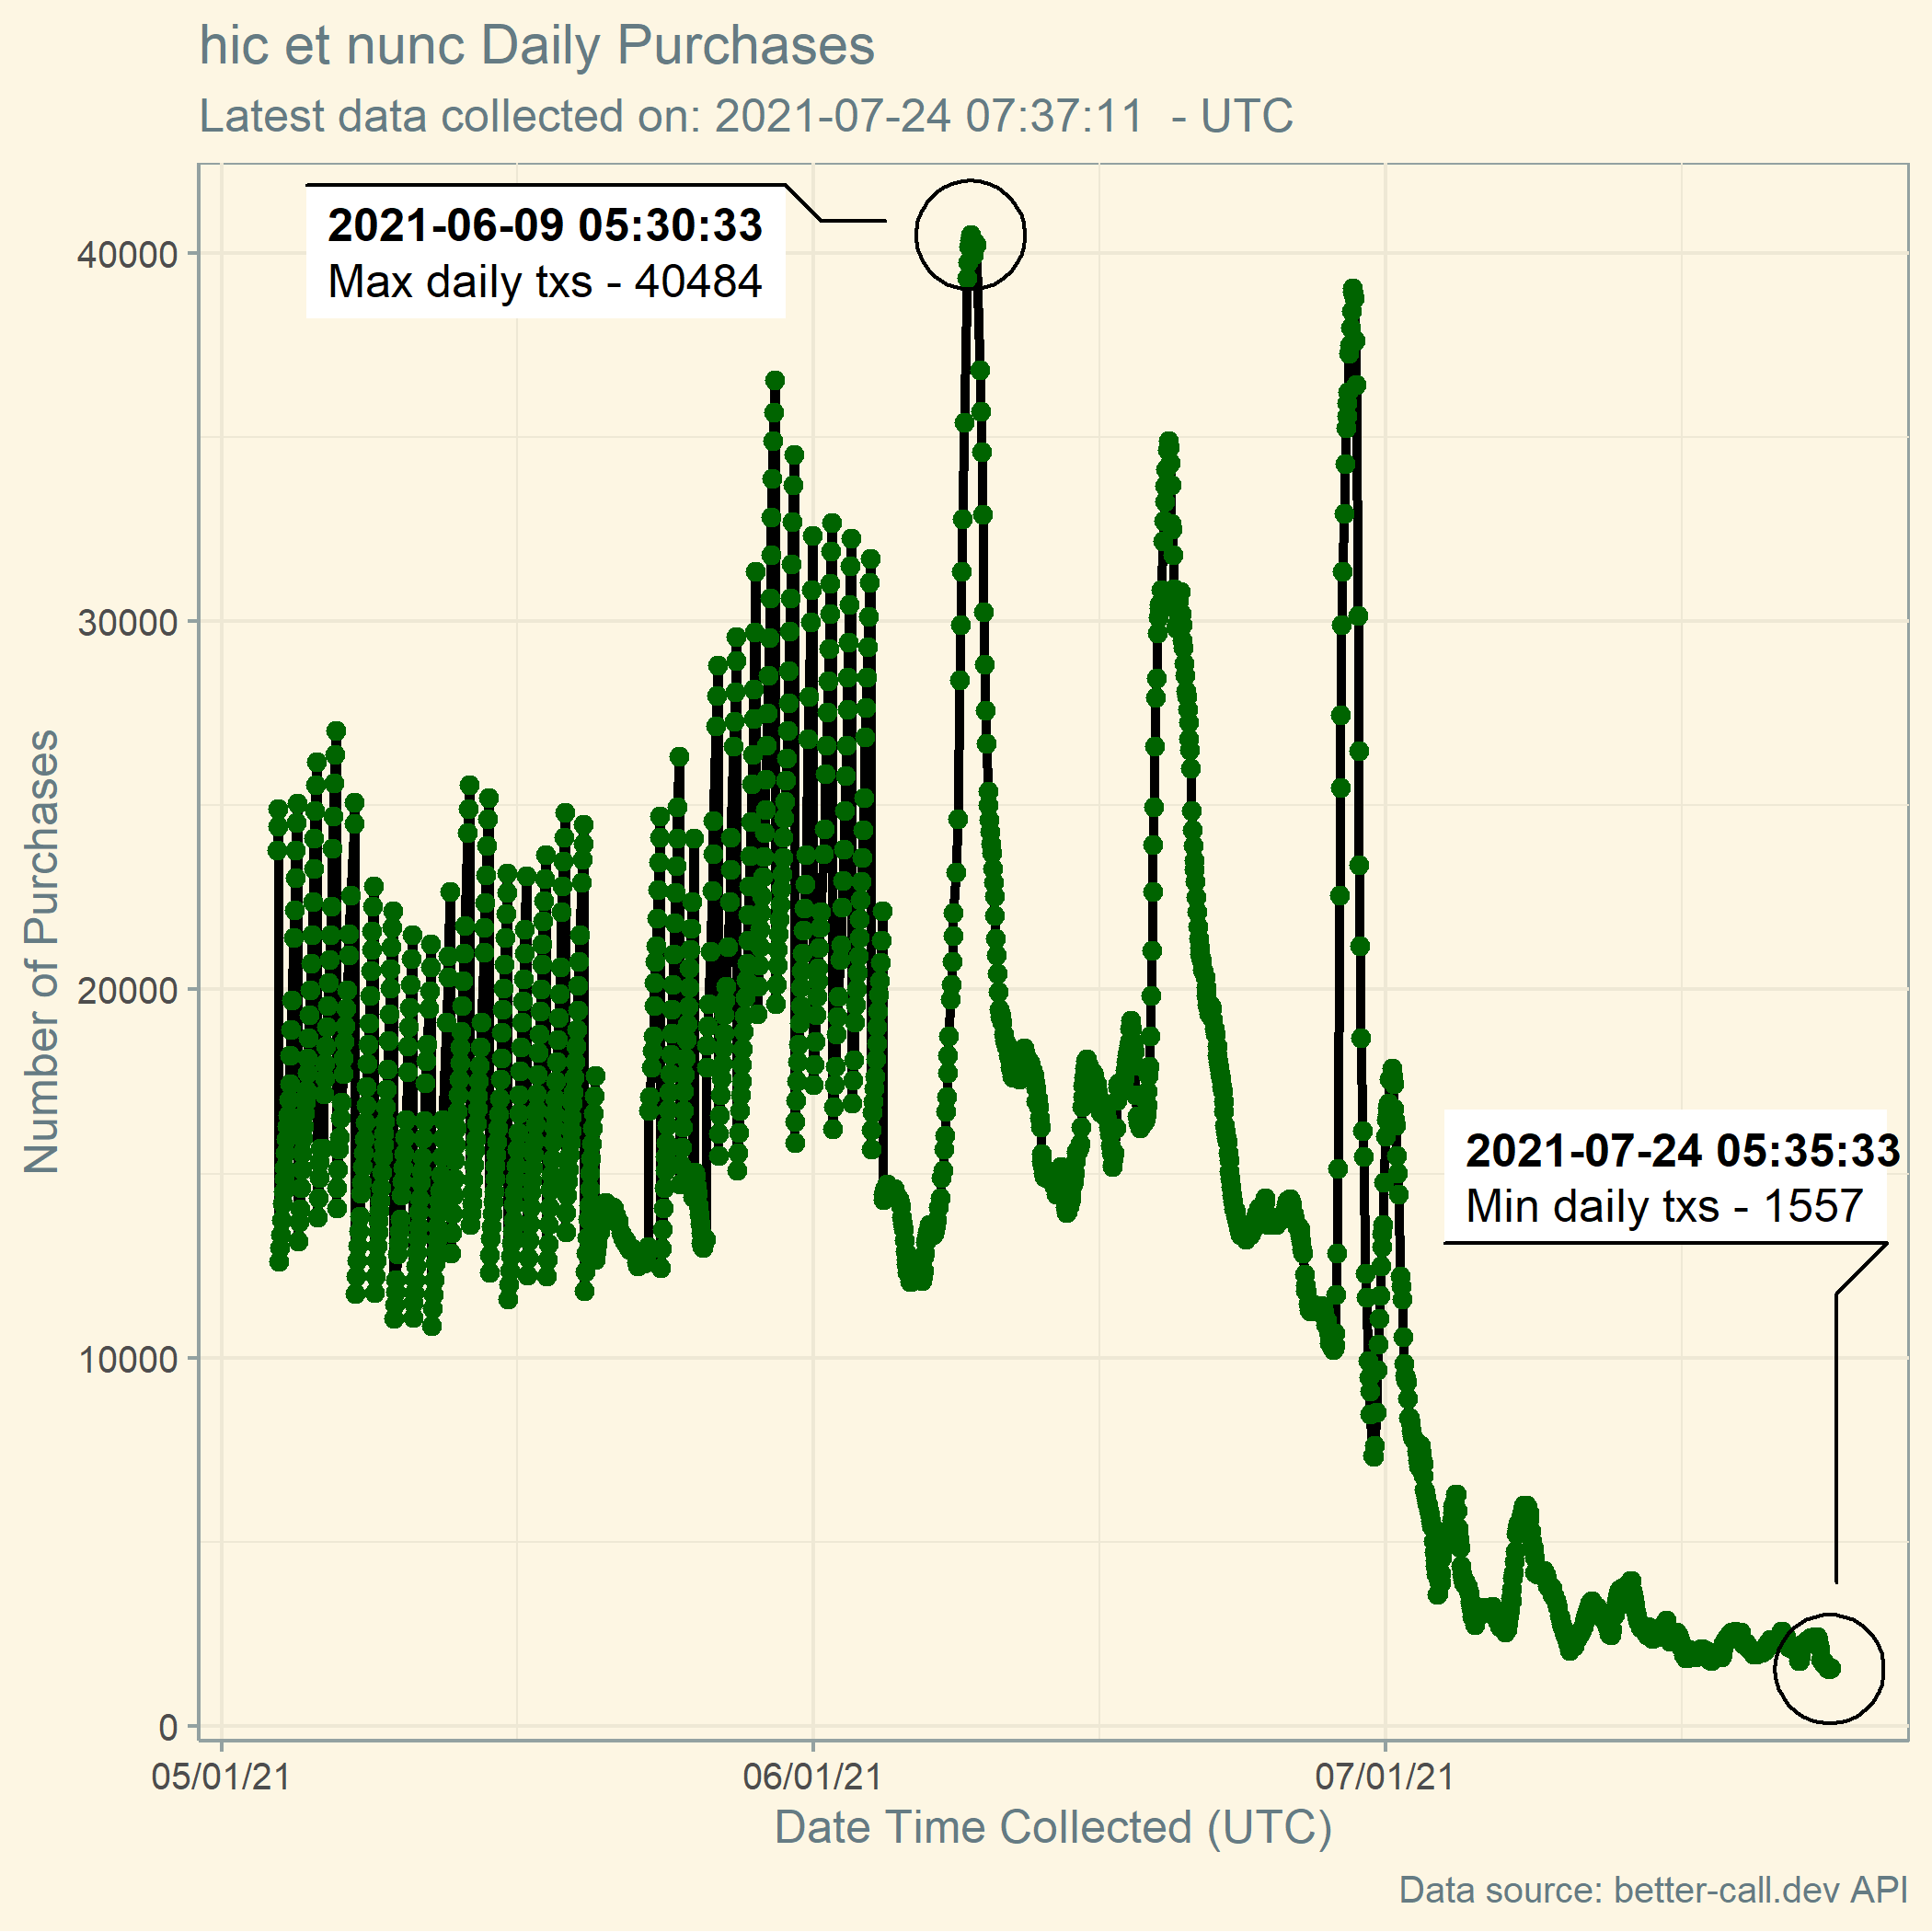 hic et nunc Daily Purchases
Latest data collected on: 2021-07-24 07:37:11  - UTC
2021-06-09 05:30:33
Max daily txs - 40484
40000
30000
20000
10000
0
Number of Purchases
2021-07-24 05:35:33
Min daily txs - 1557
05/01/21
06/01/21
07/01/21
Date Time Collected (UTC)
Data source: better-call.dev API